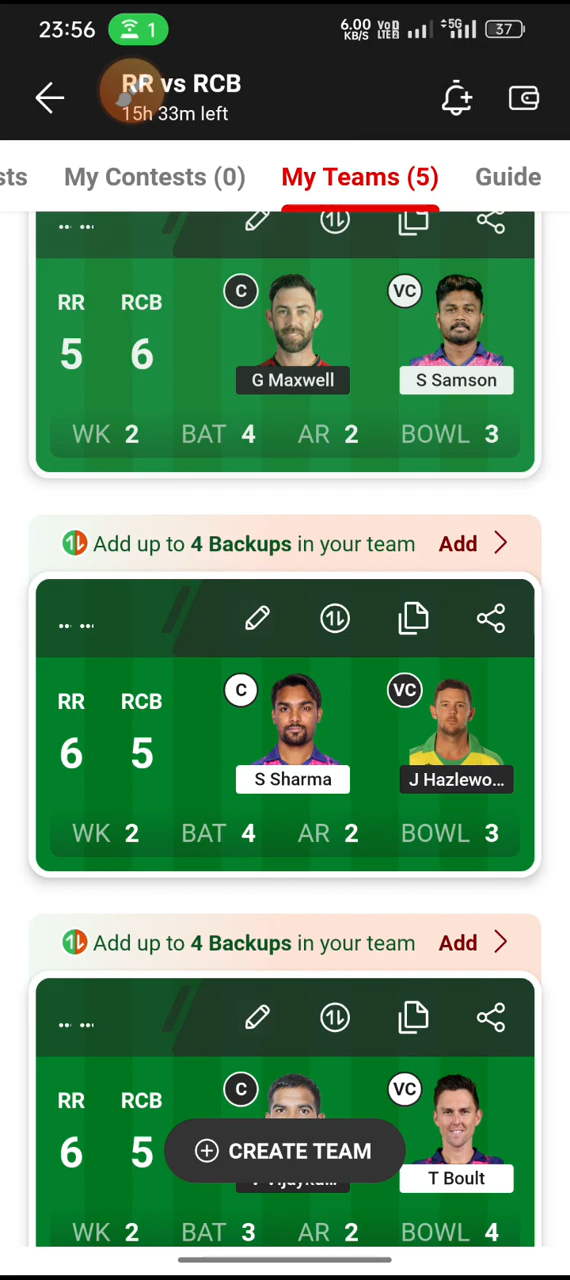 23:56 1 6.00 KB/S VoD LTE2 5G 37
RR vs RCB
15h 33m left
sts My Contests (0) My Teams (5) Guide
RR RCB C VC
5 6
G Maxwell S Samson
WK 2 BAT 4 AR 2 BOWL 3
Add up to 4 Backups in your team Add
RR RCB C VC
6 5
S Sharma J Hazlewo...
WK 2 BAT 4 AR 2 BOWL 3
Add up to 4 Backups in your team Add
RR RCB C VC
6 5 CREATE TEAM
T Boult
WK 2 BAT 3 AR 2 BOWL 4